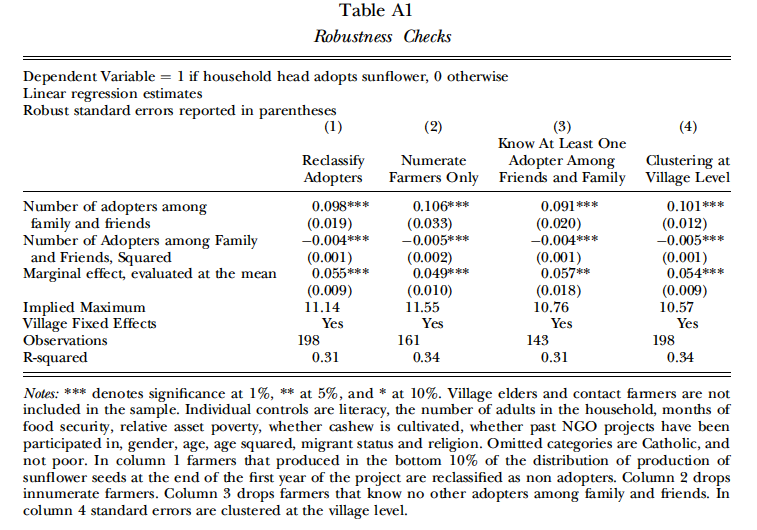 Table A1
Robustness Checks
Dependent Variable = 1 if household head adopts sunflower, 0 otherwise
Linear regression estimates
Robust standard errors reported in parentheses
(1) (2) (3) (4)
Know At Least One
Reclassify Numerate Adopter Among Clustering at
Adopters Farmers Only Friends and Family Village Level
Number of adopters among 0.098*** 0.106*** 0.091*** 0.101***
family and friends (0.019) (0.033) (0.020) (0.012)
Number of Adopters among Family −0.004*** −0.005*** −0.004*** −0.005***
and Friends, Squared (0.001) (0.002) (0.001) (0.001)
Marginal effect, evaluated at the mean 0.055*** 0.049*** 0.057** 0.054***
(0.009) (0.010) (0.018) (0.009)
Implied Maximum 11.14 11.55 10.76 10.57
Village Fixed Effects Yes Yes Yes Yes
Observations 198 161 143 198
R-squared 0.31 0.34 0.31 0.34
Notes: *** denotes significance at 1%, ** at 5%, and * at 10%. Village elders and contact farmers are not
included in the sample. Individual controls are literacy, the number of adults in the household, months of
food security, relative asset poverty, whether cashew is cultivated, whether past NGO projects have been
participated in, gender, age, age squared, migrant status and religion. Omitted categories are Catholic, and
not poor. In column 1 farmers that produced in the bottom 10% of the distribution of production of
sunflower seeds at the end of the first year of the project are reclassified as non adopters. Column 2 drops
innumerate farmers. Column 3 drops farmers that know no other adopters among family and friends. In
column 4 standard errors are clustered at the village level.